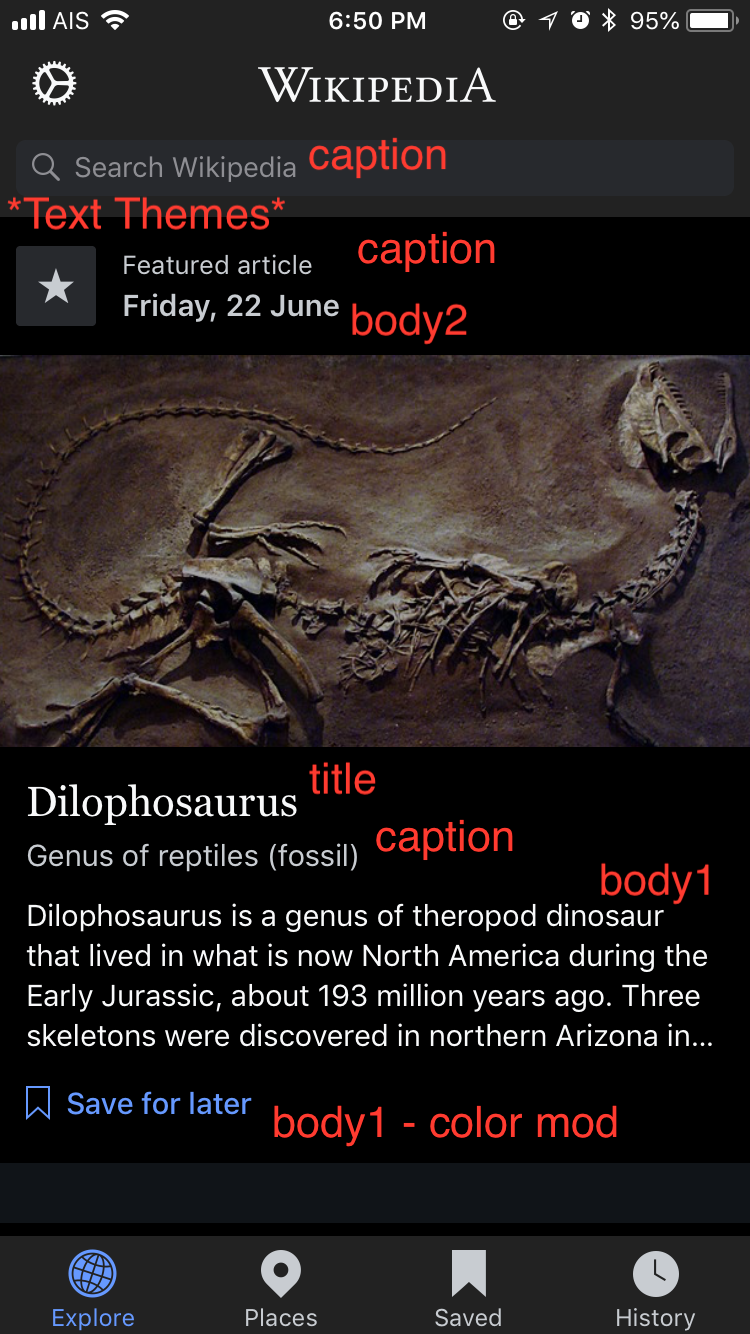 AIS 6:50 PM 95%
WIKIPEDIA
Search Wikipedia caption
*Text Themes*
Featured article caption
Friday, 22 June body2
Dilophosaurus title
Genus of reptiles (fossil) caption
body1
Dilophosaurus is a genus of theropod dinosaur
that lived in what is now North America during the
Early Jurassic, about 193 million years ago. Three
skeletons were discovered in northern Arizona in...
Save for later body1 - color mod
Explore Places Saved History